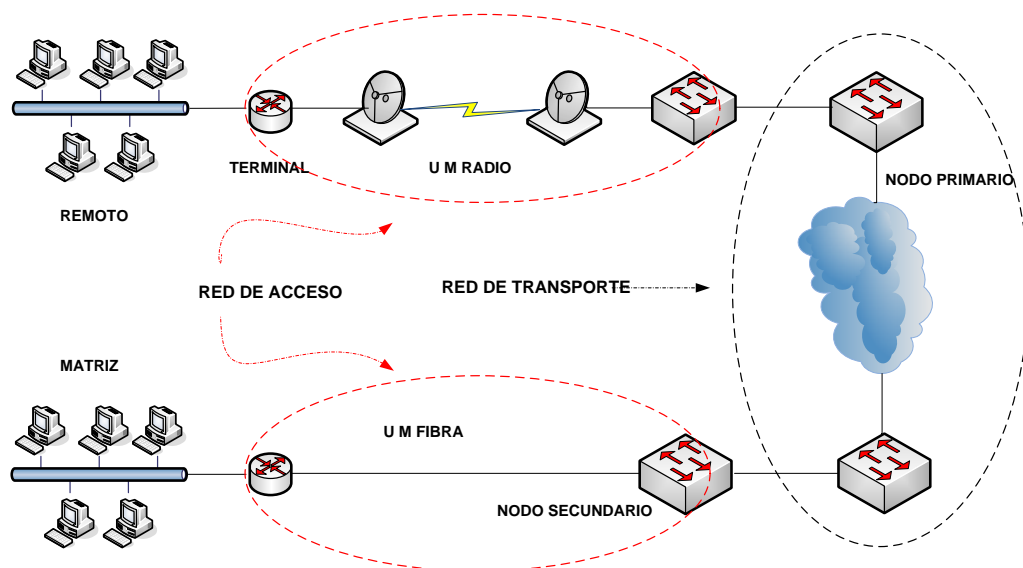 TERMINAL
U M RADIO
NODO PRIMARIO
REMOTO
RED DE ACCESO
RED DE TRANSPORTE
MATRIZ
U M FIBRA
NODO SECUNDARIO